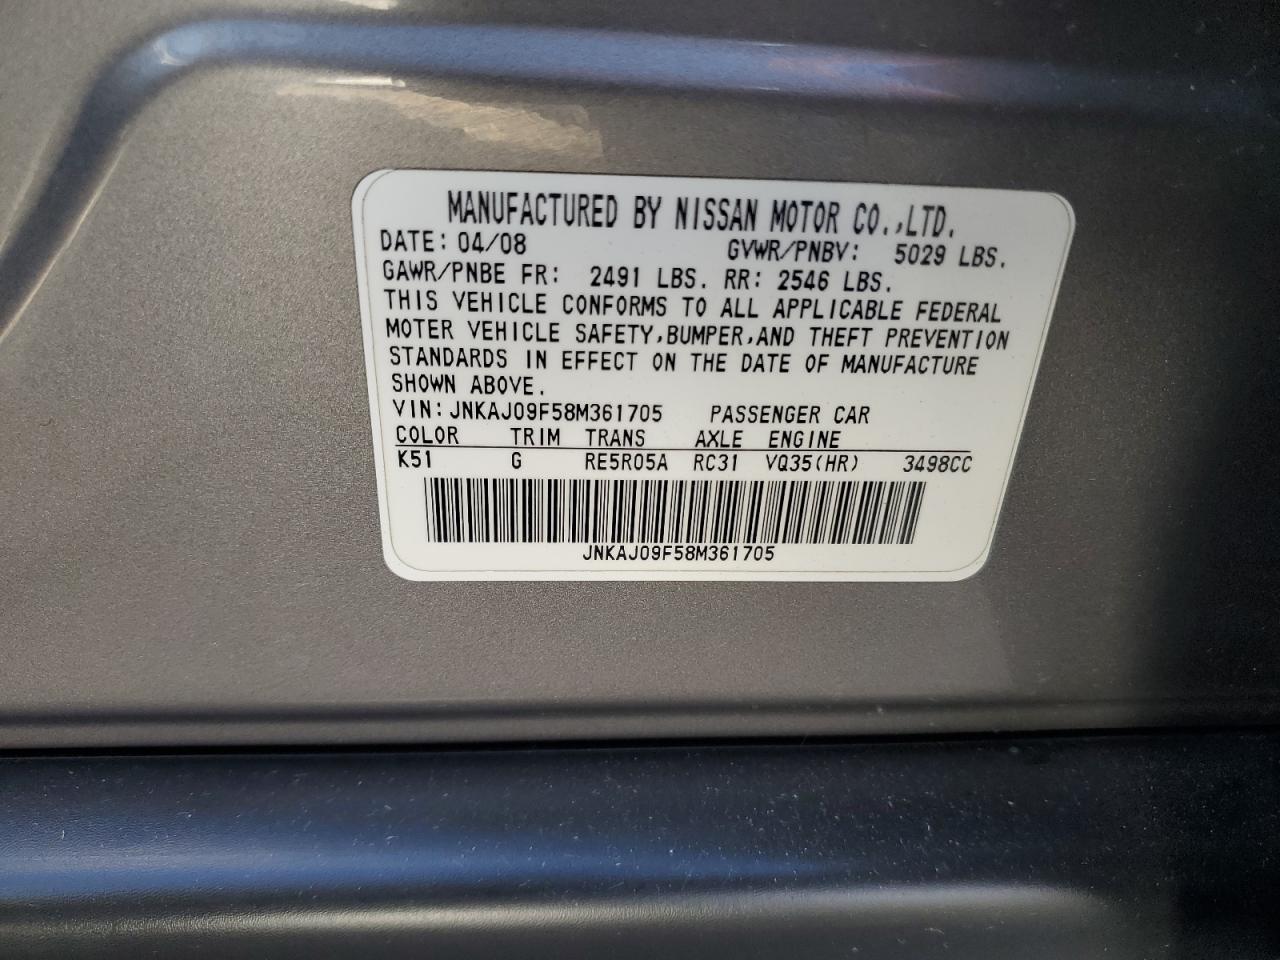 MANUFACTURED BY NISSAN MOTOR CO.,LTD.
DATE: 04/08 GVWR/PNBV: 5029 LBS.
GAWR/PNBE FR: 2491 LBS. RR: 2546 LBS.
THIS VEHICLE CONFORMS TO ALL APPLICABLE FEDERAL
MOTER VEHICLE SAFETY,BUMPER,AND THEFT PREVENTION
STANDARDS IN EFFECT ON THE DATE OF MANUFACTURE
SHOWN ABOVE.
VIN:JNKAJ09F58M361705 PASSENGER CAR
COLOR TRIM TRANS AXLE ENGINE
K51 G RE5R05A RC31 VQ35(HR) 3498CC
JNKAJ09F58M361705